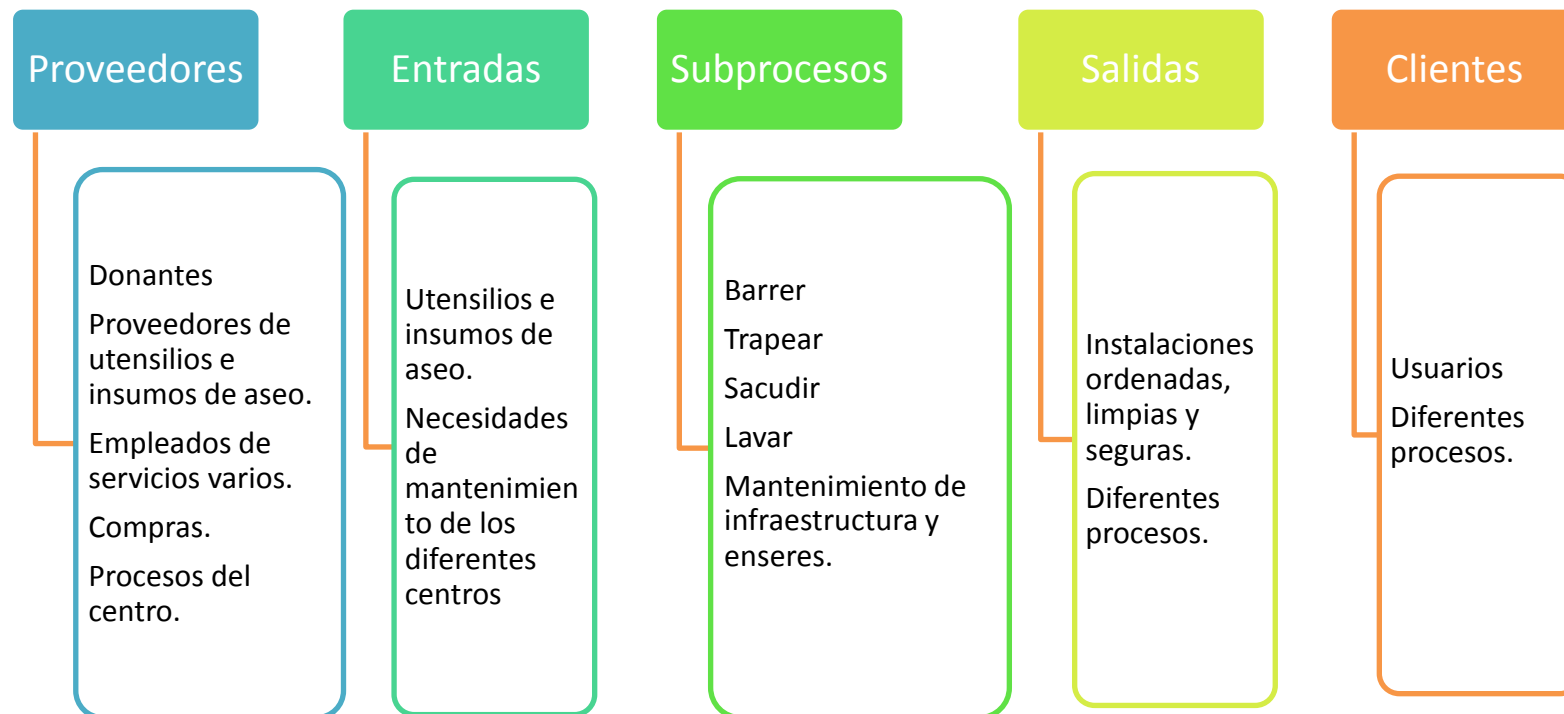 Proveedores
Donantes
Proveedores de
utensilios e
insumos de aseo.
Empleados de
servicios varios.
Compras.
Procesos del
centro.
Entradas
Utensilios e
insumos de
aseo.
Necesidades
de
mantenimien
to de los
diferentes
centros
Subprocesos
Barrer
Trapear
Sacudir
Lavar
Mantenimiento de
infraestructura y
enseres.
Salidas
Instalaciones
ordenadas,
limpias y
seguras.
Diferentes
procesos.
Clientes
Usuarios
Diferentes
procesos.